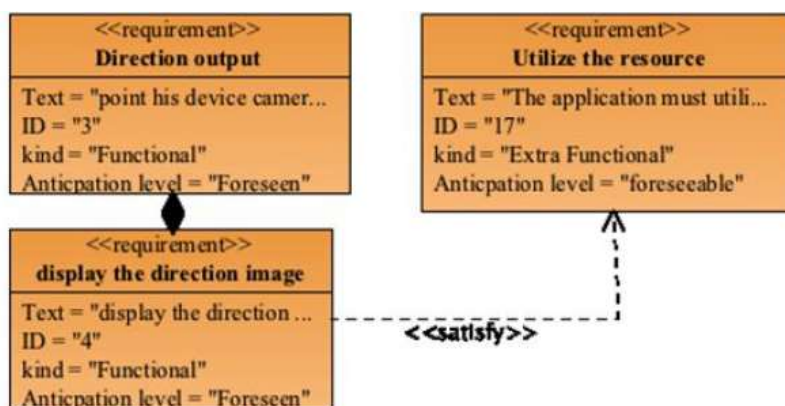 <<requirement>>
Direction output
Text = "point his device camer...
ID = "3"
kind = "Functional"
Anticpation level = "Foreseen"
<<requirement>>
Utilize the resource
Text = "The application must utili...
ID = "17"
kind = "Extra Functional"
Anticpation level = "foreseeable"
<<requirement>>
display the direction image
Text = "display the direction ...
ID = "4"
kind = "Functional"
Anticpation level = "Foreseen"
<<satisfy>>